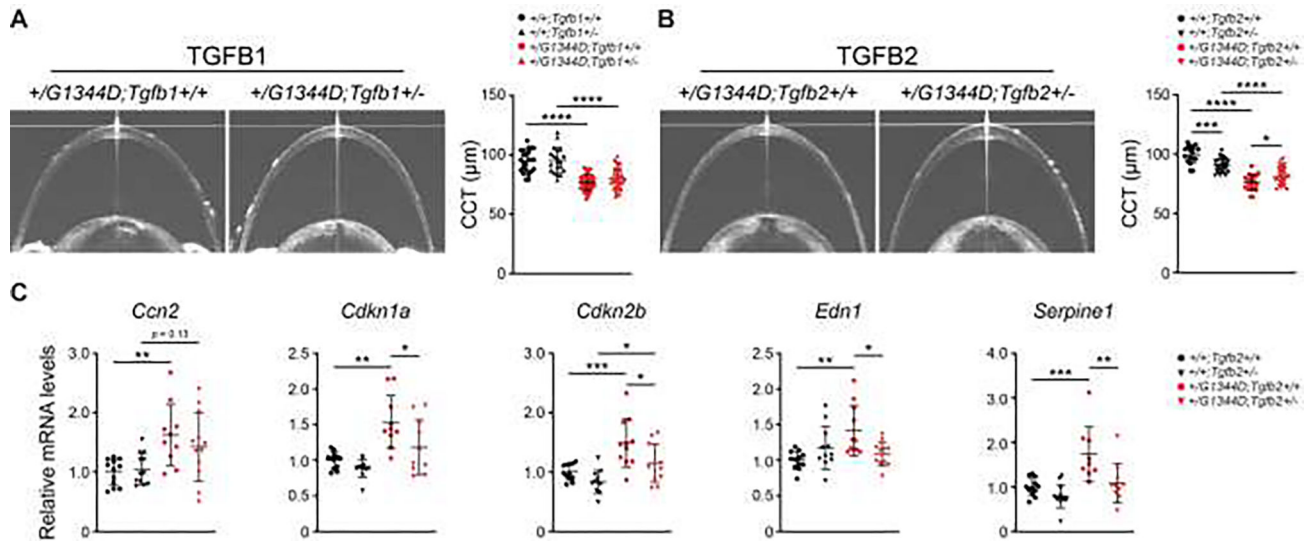 A
TGFB1
+/G1344D;Tgfb1+/+
+/G1344D;Tgfb1+/-
+/+;Tgfb1+/+
+/+;Tgfb1+/-
+/G1344D;Tgfb1+/+
+/G1344D;Tgfb1+/-
CCT (µm)
150
100
50
0
****
****
B
TGFB2
+/G1344D;Tgfb2+/+
+/G1344D;Tgfb2+/-
+/+;Tgfb2+/+
+/+;Tgfb2+/-
+/G1344D;Tgfb2+/+
+/G1344D;Tgfb2+/-
CCT (µm)
150
100
50
0
****
****
***
*
C
Relative mRNA levels
Ccn2
3.0
2.0
1.0
0
p = 0.13
**
Cdkn1a
2.5
2.0
1.5
1.0
0.5
0
**
*
Cdkn2b
3.0
2.0
1.0
0
*
***
*
Edn1
2.5
2.0
1.5
1.0
0.5
0
**
*
Serpine1
4.0
3.0
2.0
1.0
0
***
**
+/+;Tgfb2+/+
+/+;Tgfb2+/-
+/G1344D;Tgfb2+/+
+/G1344D;Tgfb2+/-